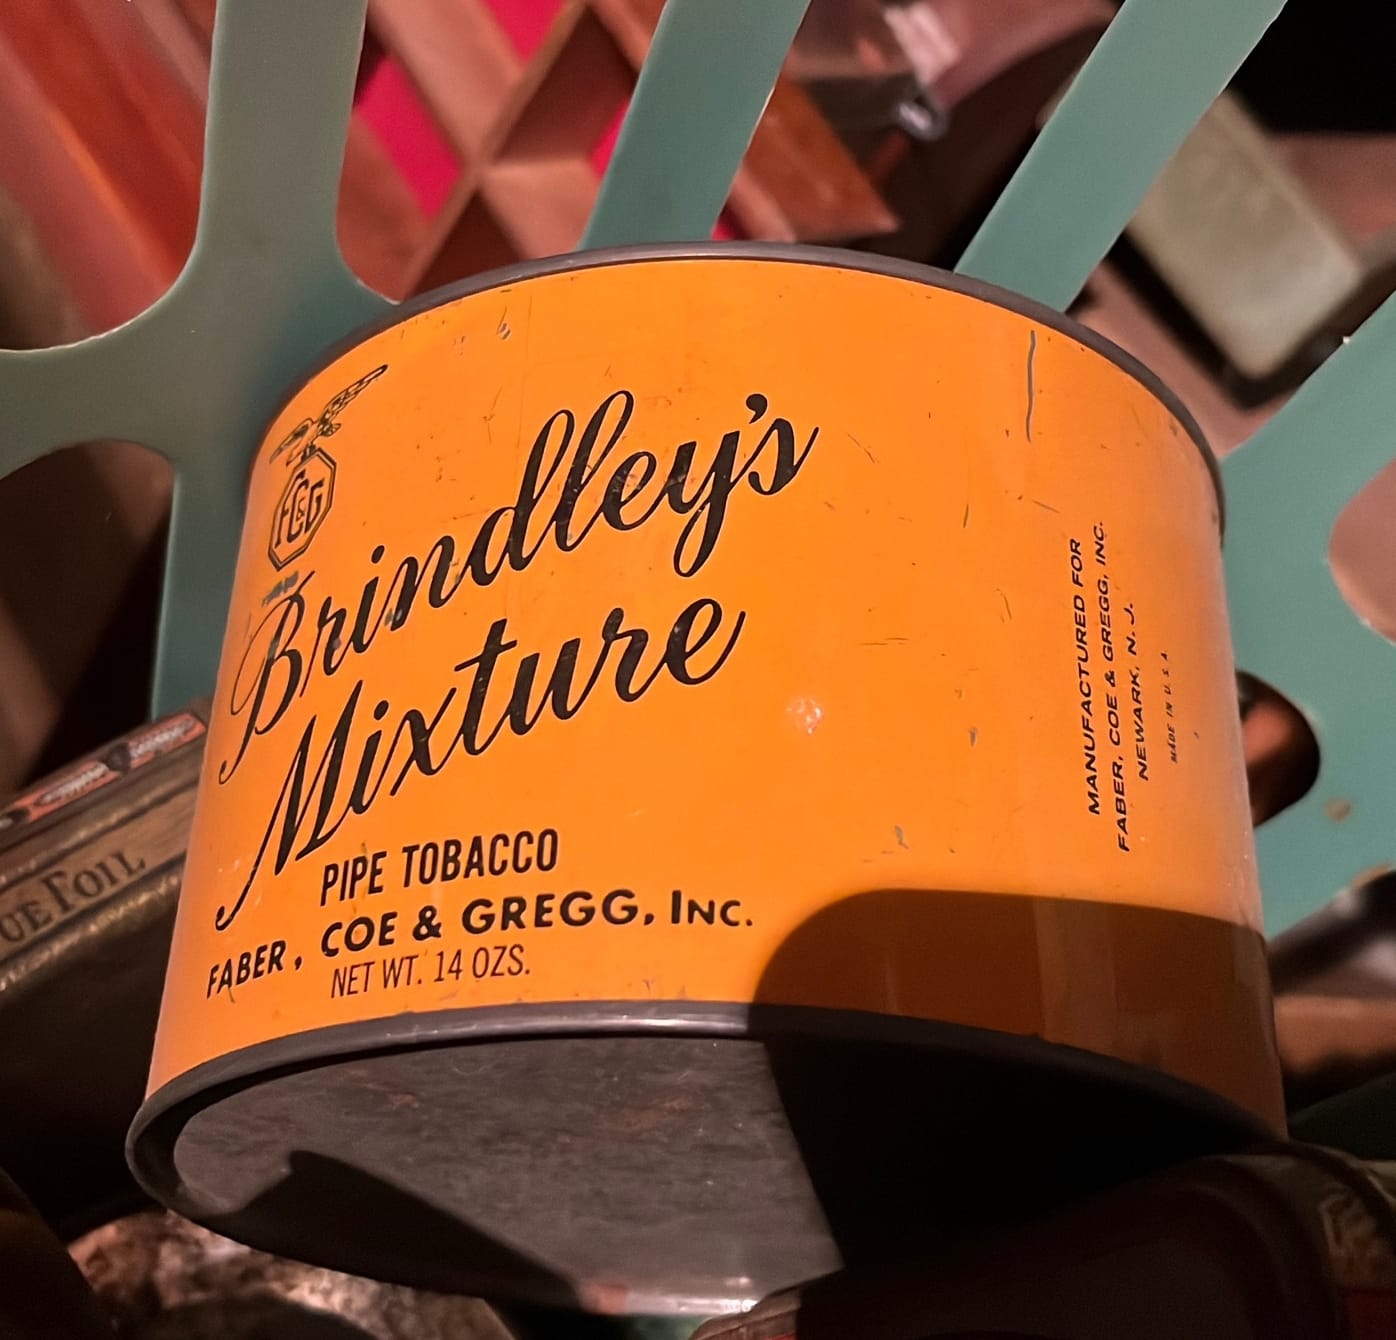 FC&G
Brindley's
Mixture
PIPE TOBACCO
FABER, COE & GREGG, INC.
NET WT. 14 OZS.
MANUFACTURED FOR
FABER, COE & GREGG, INC.
NEWARK, N. J.
MADE IN U. S. A.
UE FOIL